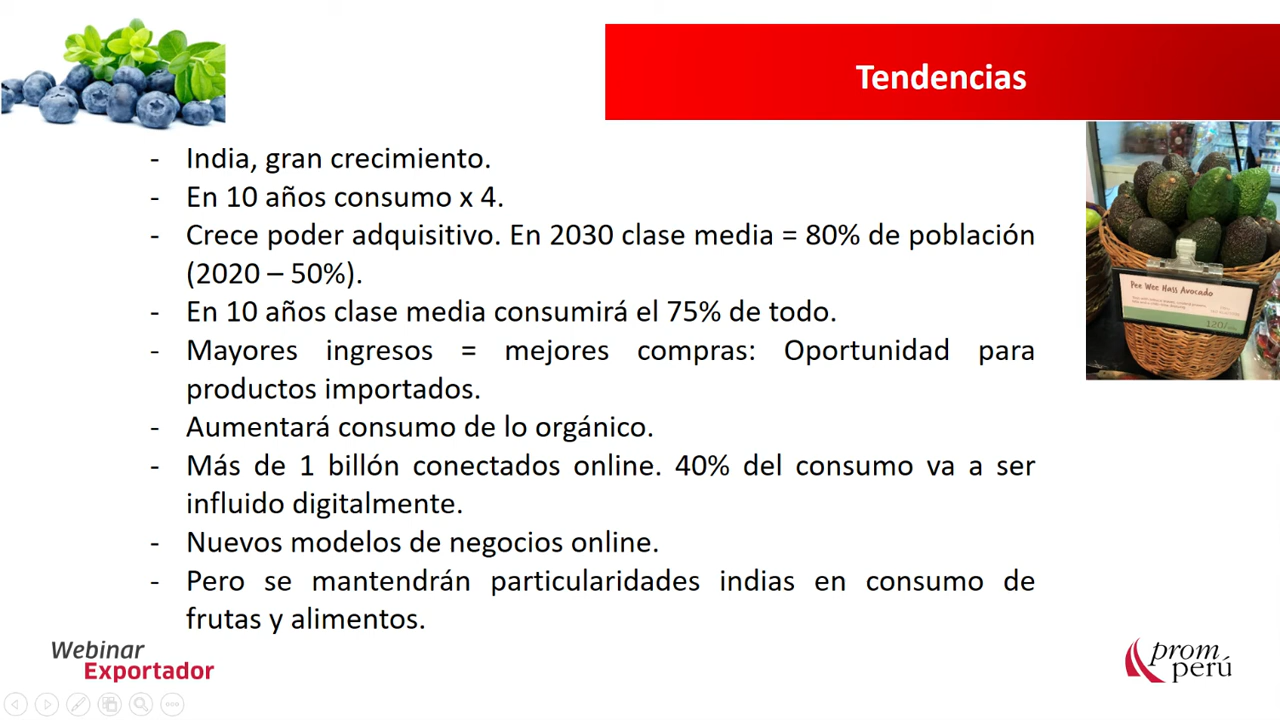 Tendencias
- India, gran crecimiento.
- En 10 años consumo x 4.
- Crece poder adquisitivo. En 2030 clase media = 80% de población
(2020 – 50%).
- En 10 años clase media consumirá el 75% de todo.
- Mayores ingresos = mejores compras: Oportunidad para
productos importados.
- Aumentará consumo de lo orgánico.
- Más de 1 billón conectados online. 40% del consumo va a ser
influido digitalmente.
- Nuevos modelos de negocios online.
- Pero se mantendrán particularidades indias en consumo de
frutas y alimentos.
Pee Wee Hass Avocado
120/
Webinar
Exportador
prom
perú